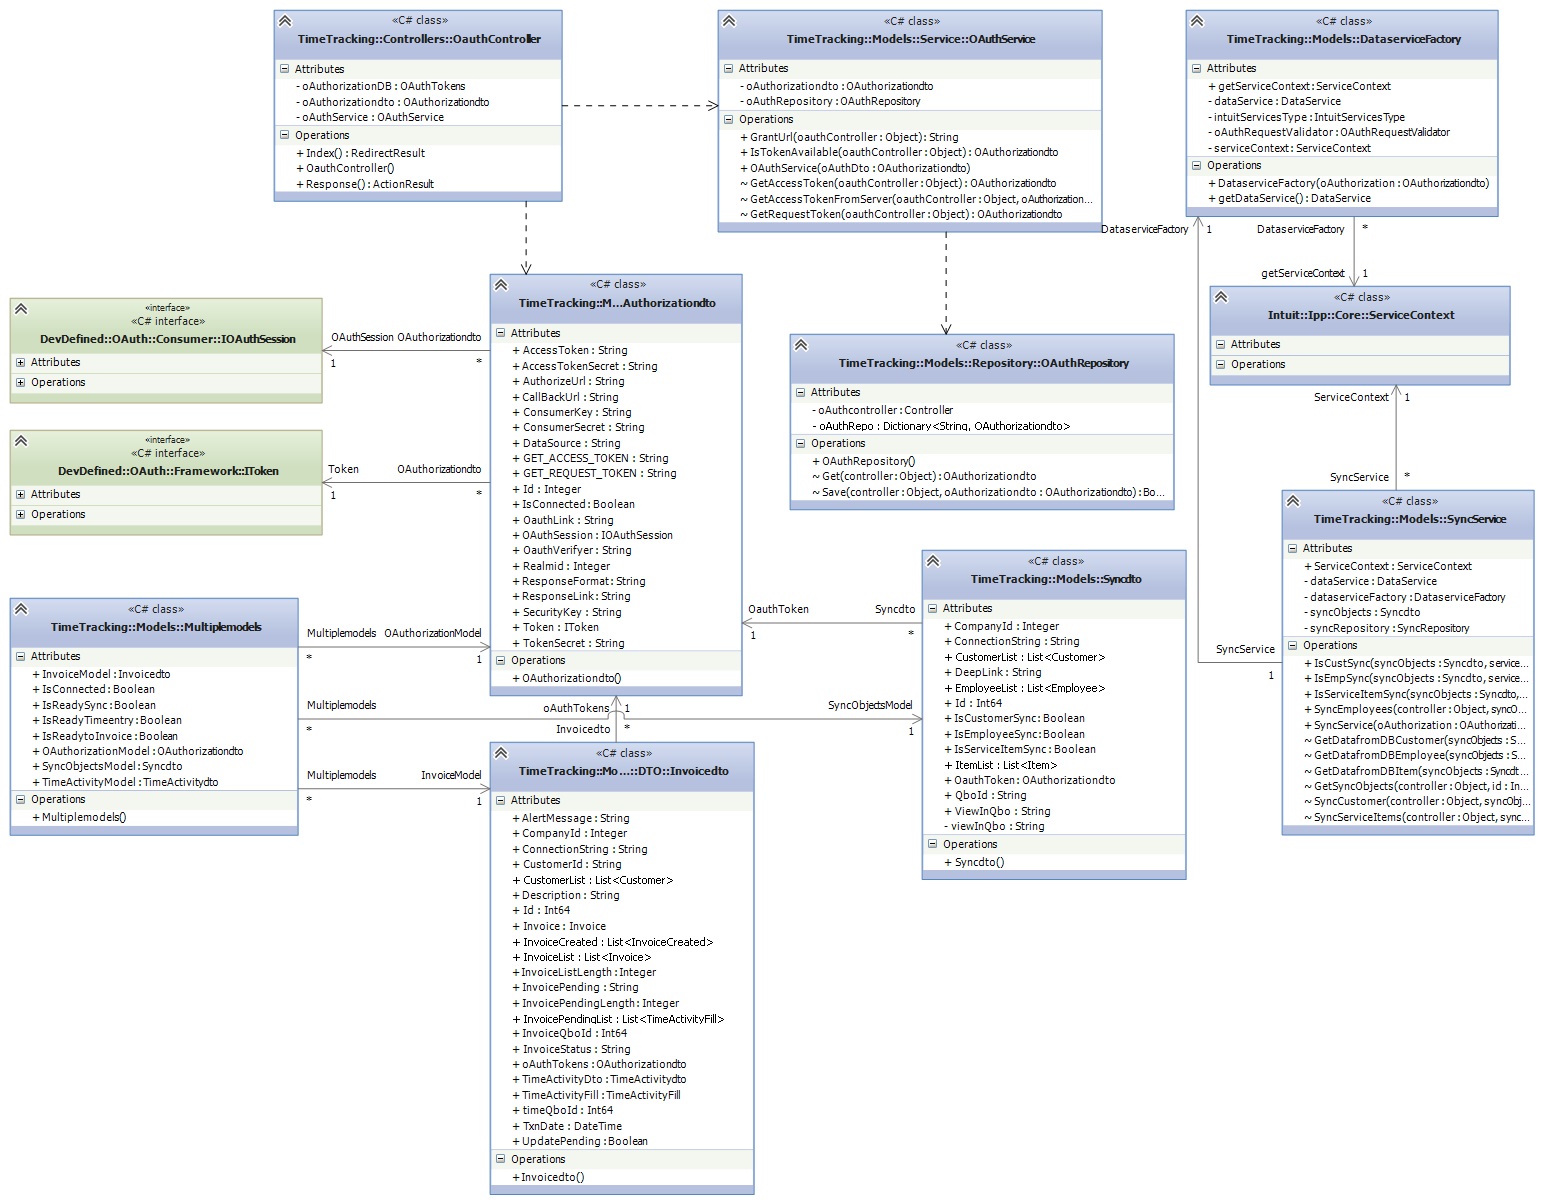 «C# class»
TimeTracking::Controllers::OauthController
Attributes
- oAuthorizationDB : OAuthTokens
- oAuthorizationdto : OAuthorizationdto
- oAuthService : OAuthService
Operations
+ Index() : RedirectResult
+ OauthController()
+ Response() : ActionResult
«C# class»
TimeTracking::Models::Service::OAuthService
Attributes
- oAuthorizationdto : OAuthorizationdto
- oAuthRepository : OAuthRepository
Operations
+ GrantUrl(oauthController : Object) : String
+ IsTokenAvailable(oauthController : Object) : OAuthorizationdto
+ OAuthService(oAuthDto : OAuthorizationdto)
~ GetAccessToken(oauthController : Object) : OAuthorizationdto
~ GetAccessTokenFromServer(oauthController : Object, oAuthorization...
~ GetRequestToken(oauthController : Object) : OAuthorizationdto
«C# class»
TimeTracking::Models::DataserviceFactory
Attributes
+ getServiceContext : ServiceContext
- dataService : DataService
- intuitServicesType : IntuitServicesType
- oAuthRequestValidator : OAuthRequestValidator
- serviceContext : ServiceContext
Operations
+ DataserviceFactory(oAuthorization : OAuthorizationdto)
+ getDataService() : DataService
DataserviceFactory
1
DataserviceFactory
*
getServiceContext
1
«C# class»
Intuit::Ipp::Core::ServiceContext
Attributes
Operations
ServiceContext
1
SyncService
*
«interface»
«C# interface»
DevDefined::OAuth::Consumer::IOAuthSession
Attributes
Operations
OAuthSession
OAuthorizationdto
1
*
«interface»
«C# interface»
DevDefined::OAuth::Framework::IToken
Attributes
Operations
Token
OAuthorizationdto
1
*
«C# class»
TimeTracking::M...Authorizationdto
Attributes
+ AccessToken : String
+ AccessTokenSecret : String
+ AuthorizeUrl : String
+ CallBackUrl : String
+ ConsumerKey : String
+ ConsumerSecret : String
+ DataSource : String
+ GET_ACCESS_TOKEN : String
+ GET_REQUEST_TOKEN : String
+ Id : Integer
+ IsConnected : Boolean
+ OauthLink : String
+ OAuthSession : IOAuthSession
+ OauthVerifyer : String
+ Realmid : Integer
+ ResponseFormat : String
+ ResponseLink : String
+ SecurityKey : String
+ Token : IToken
+ TokenSecret : String
Operations
+ OAuthorizationdto()
«C# class»
TimeTracking::Models::Repository::OAuthRepository
Attributes
- oAuthcontroller : Controller
- oAuthRepo : Dictionary<String, OAuthorizationdto>
Operations
+ OAuthRepository()
~ Get(controller : Object) : OAuthorizationdto
~ Save(controller : Object, oAuthorizationdto : OAuthorizationdto) : Bo...
«C# class»
TimeTracking::Models::SyncService
Attributes
+ ServiceContext : ServiceContext
- dataService : DataService
- dataserviceFactory : DataserviceFactory
- syncObjects : Syncdto
- syncRepository : SyncRepository
Operations
+ IsCustSync(syncObjects : Syncdto, service...
+ IsEmpSync(syncObjects : Syncdto, service...
+ IsServiceItemSync(syncObjects : Syncdto,...
+ SyncEmployees(controller : Object, syncO...
+ SyncService(oAuthorization : OAuthorizati...
~ GetDatafromDBCustomer(syncObjects : S...
~ GetDatafromDBEmployee(syncObjects : S...
~ GetDatafromDBItem(syncObjects : Syncdt...
~ GetSyncObjects(controller : Object, id : In...
~ SyncCustomer(controller : Object, syncObj...
~ SyncServiceItems(controller : Object, sync...
SyncService
1
«C# class»
TimeTracking::Models::Syncdto
Attributes
+ CompanyId : Integer
+ ConnectionString : String
+ CustomerList : List<Customer>
+ DeepLink : String
+ EmployeeList : List<Employee>
+ Id : Int64
+ IsCustomerSync : Boolean
+ IsEmployeeSync : Boolean
+ IsServiceItemSync : Boolean
+ ItemList : List<Item>
+ OauthToken : OAuthorizationdto
+ QboId : String
+ ViewInQbo : String
- viewInQbo : String
Operations
+ Syncdto()
OauthToken
Syncdto
1
*
«C# class»
TimeTracking::Models::Multiplemodels
Attributes
+ InvoiceModel : Invoicedto
+ IsConnected : Boolean
+ IsReadySync : Boolean
+ IsReadyTimeentry : Boolean
+ IsReadytoInvoice : Boolean
+ OAuthorizationModel : OAuthorizationdto
+ SyncObjectsModel : Syncdto
+ TimeActivityModel : TimeActivitydto
Operations
+ Multiplemodels()
Multiplemodels
OAuthorizationModel
*
1
Multiplemodels
SyncObjectsModel
*
1
oAuthTokens
1
Invoicedto
*
Multiplemodels
InvoiceModel
*
1
«C# class»
TimeTracking::Mo...::DTO::Invoicedto
Attributes
+ AlertMessage : String
+ CompanyId : Integer
+ ConnectionString : String
+ CustomerId : String
+ CustomerList : List<Customer>
+ Description : String
+ Id : Int64
+ Invoice : Invoice
+ InvoiceCreated : List<InvoiceCreated>
+ InvoiceList : List<Invoice>
+ InvoiceListLength : Integer
+ InvoicePending : String
+ InvoicePendingLength : Integer
+ InvoicePendingList : List<TimeActivityFill>
+ InvoiceQboId : Int64
+ InvoiceStatus : String
+ oAuthTokens : OAuthorizationdto
+ TimeActivityDto : TimeActivitydto
+ TimeActivityFill : TimeActivityFill
+ timeQboId : Int64
+ TxnDate : DateTime
+ UpdatePending : Boolean
Operations
+ Invoicedto()